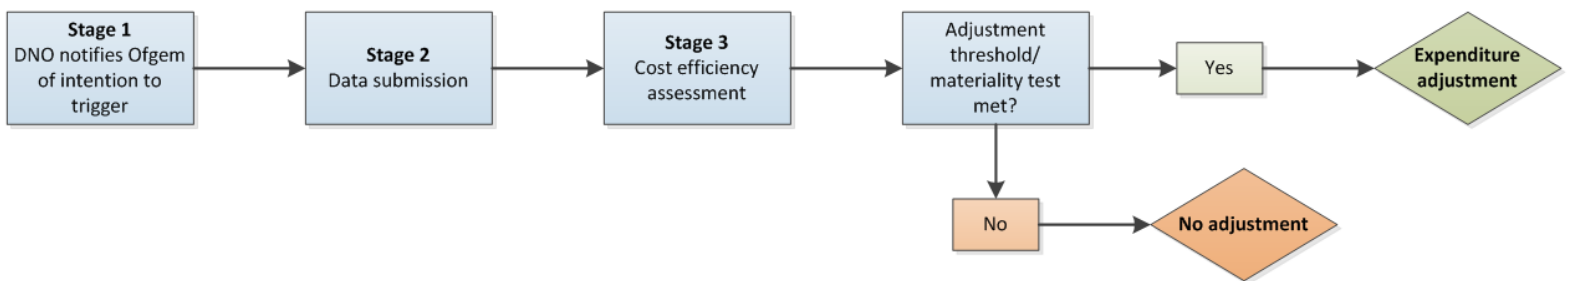 Stage 1
DNO notifies Ofgem
of intention to
trigger
Stage 2
Data submission
Stage 3
Cost efficiency
assessment
Adjustment
threshold/
materiality test
met?
Yes
Expenditure
adjustment
No
No adjustment